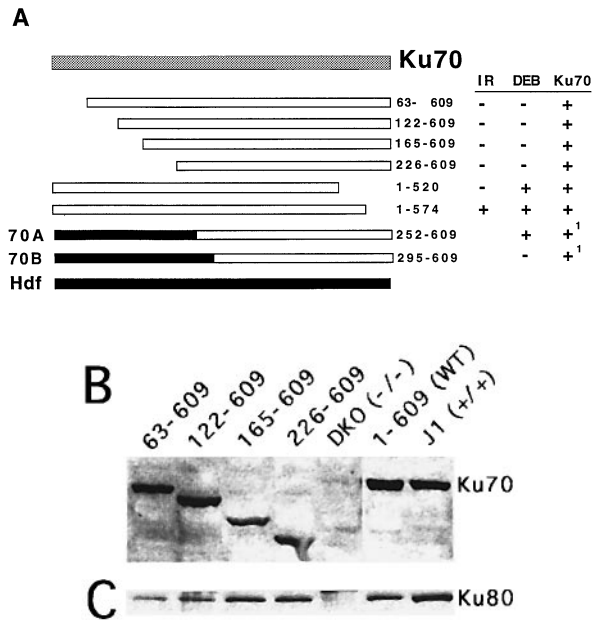 A
Ku70
IR DEB Ku70
63- 609 - - +
122-609 - - +
165-609 - - +
226-609 - - +
1-520 - + +
1-574 + + +
70A 252-609 + +1
70B 295-609 - +1
Hdf
B
63-609 122-609 165-609 226-609 DKO (-/-) 1-609 (WT) J1 (+/+)
Ku70
C Ku80